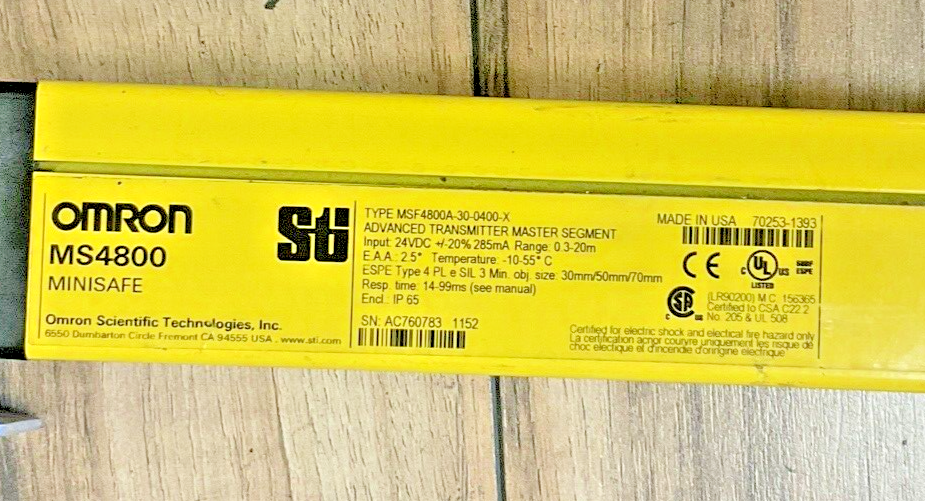 OMRON
MS4800
MINISAFE
Omron Scientific Technologies, Inc.
6550 Dumbarton Circle Fremont CA 94555 USA . www.sti.com
Sti
TYPE MSF4800A-30-0400-X
ADVANCED TRANSMITTER MASTER SEGMENT
Input: 24VDC +/-20% 285mA Range: 0.3-20m
E.A.A.: 2.5° Temperature: -10-55° C
ESPE Type 4 PL e SIL 3 Min. obj. size: 30mm/50mm/70mm
Resp. time: 14-99ms (see manual)
Encl.: IP 65
SN: AC760783 1152
MADE IN USA 70253-1393
CE
C UL US
LISTED
ESPE
SP
C US
(LR90200) M.C. 156365
Certified to CSA C22.2
No. 205 & UL 508
Certified for electric shock and electrical fire hazard only
La certification acnor couvre uniquement les risque de
choc electrique et d'incendie d'origine electrique